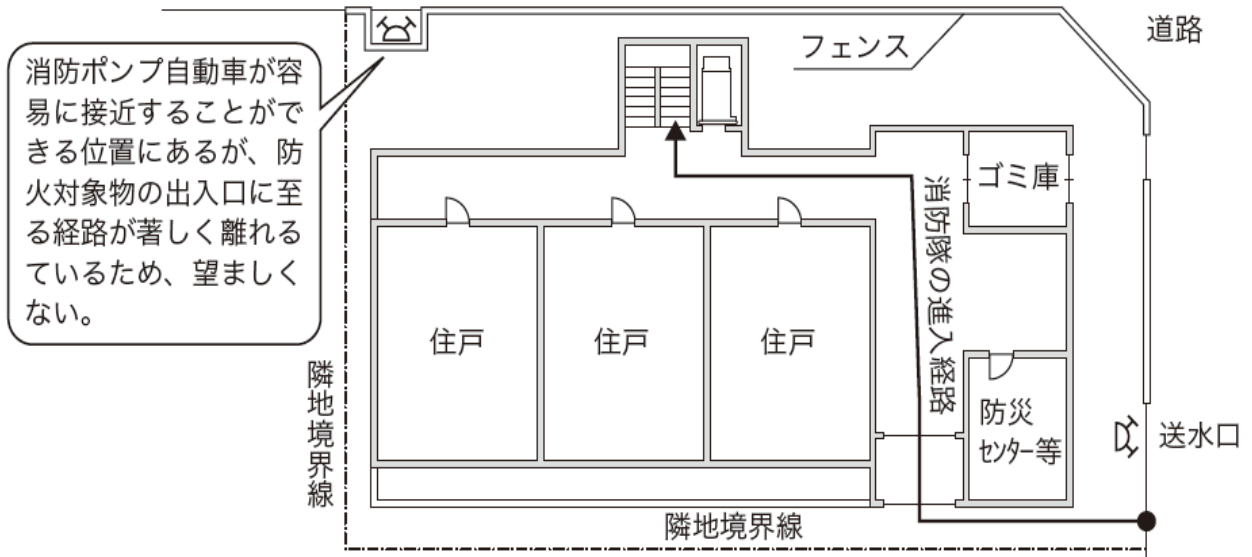 消防ポンプ自動車が容
易に接近することがで
きる位置にあるが、防
火対象物の出入口に至
る経路が著しく離れる
ているため、望ましく
ない。
フェンス
道路
ゴミ庫
消防隊の進入経路
住戸
住戸
住戸
防災
センター等
送水口
隣地境界線
隣地境界線